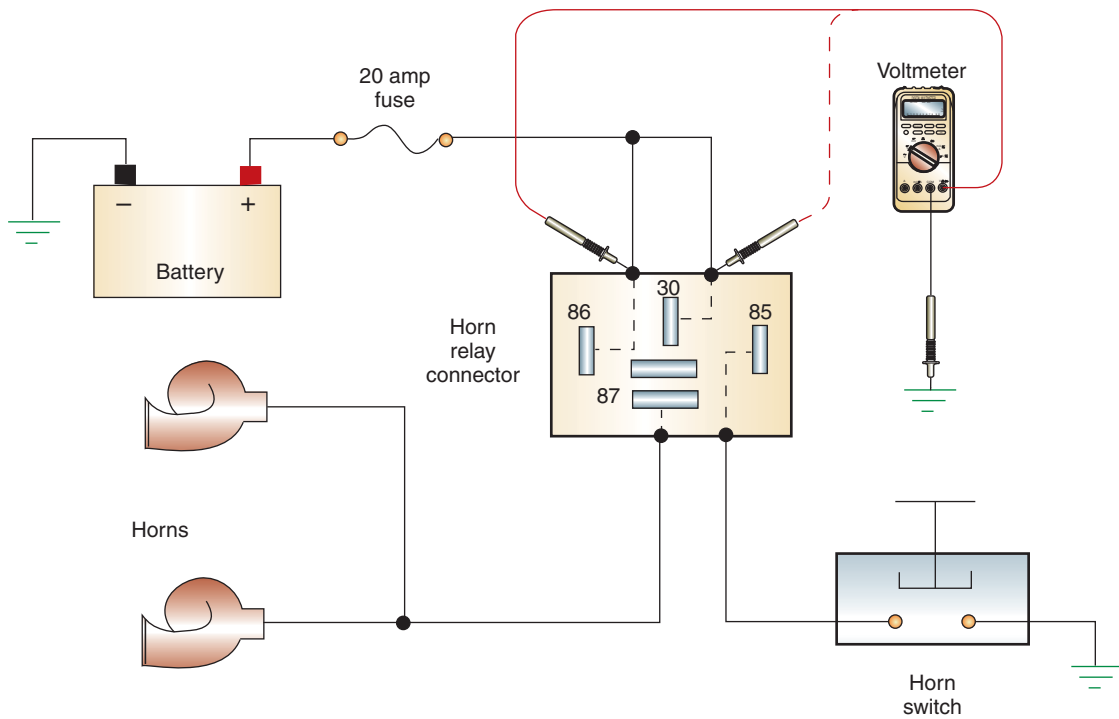 20 amp
fuse
Voltmeter
−
+
Battery
Horn
relay
connector
30
86
85
87
Horns
Horn
switch